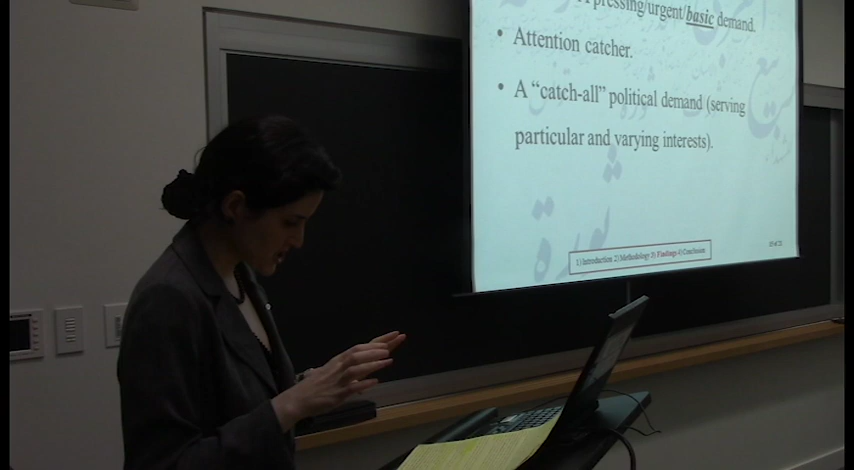 pressing/urgent/basic demand.
• Attention catcher.
• A “catch-all” political demand (serving
particular and varying interests).
ثورة
1) Introduction 2) Methodology 3) Findings 4) Conclusion